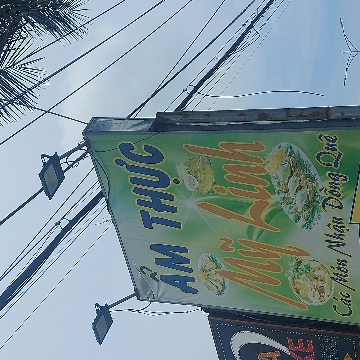 ẨM THỰC
Mỹ Linh
Các Món Nhậu Đồng Quê